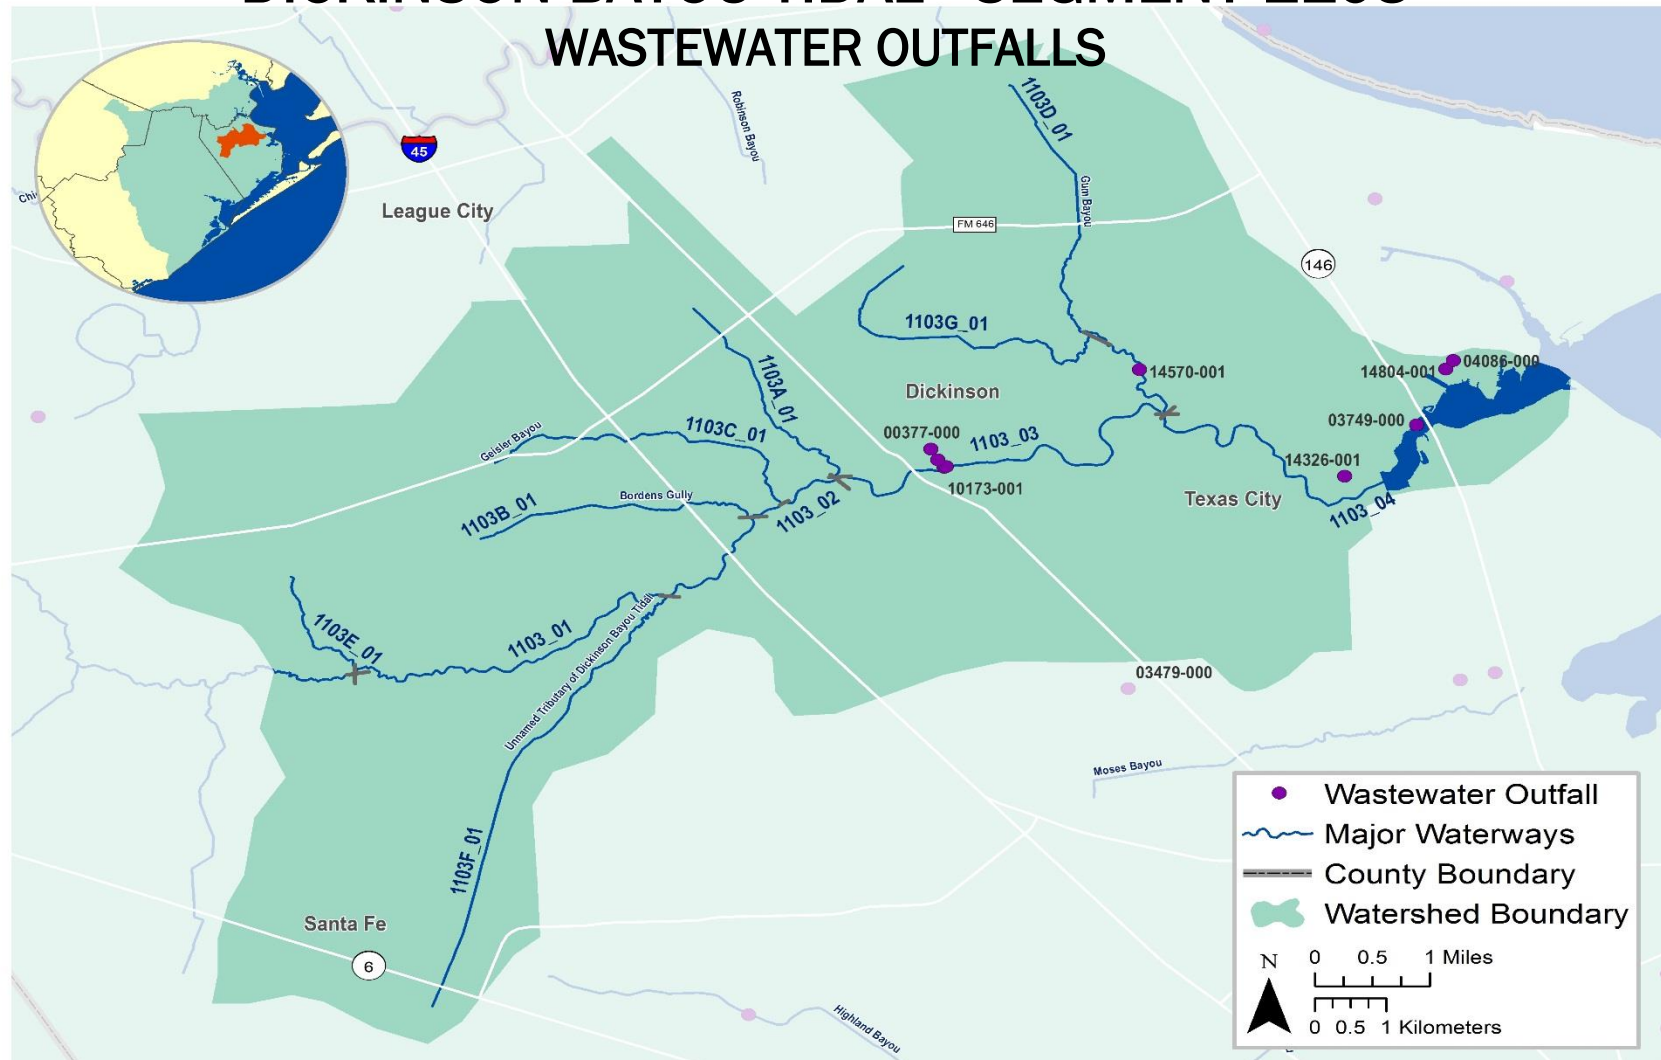 WASTEWATER OUTFALLS
1103D_01
Robinson Bayou
45
League City
Gum Bayou
FM 646
146
1103G_01
1103A_01
14570-001
14804-001
04086-000
Dickinson
03749-000
Geisler Bayou
1103C_01
00377-000
1103_03
14326-001
10173-001
Texas City
1103_04
1103B_01
Bordens Gully
1103_02
1103E_01
1103_01
Unnamed Tributary of Dickinson Bayou Tidal
03479-000
Moses Bayou
1103F_01
Santa Fe
6
Highland Bayou
Wastewater Outfall
Major Waterways
County Boundary
Watershed Boundary
N
0 0.5 1 Miles
0 0.5 1 Kilometers